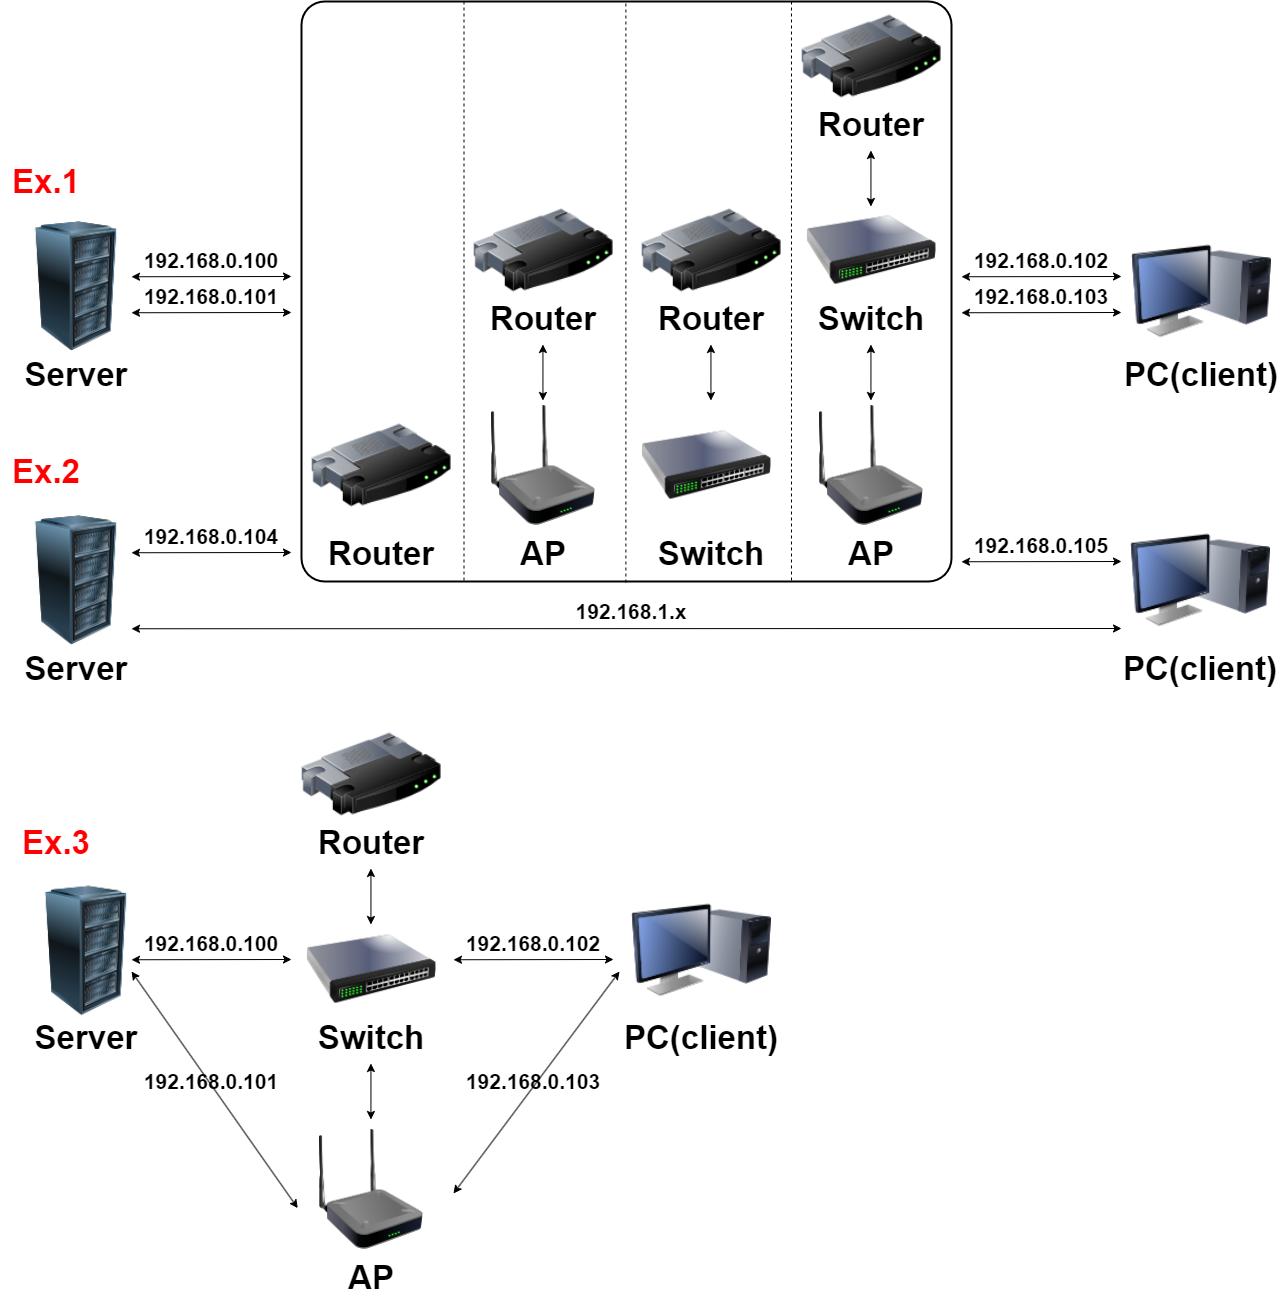 Router
Ex.1
192.168.0.100
192.168.0.101
Server
Router
Router
Switch
192.168.0.102
192.168.0.103
PC(client)
Ex.2
192.168.0.104
Server
Router
AP
Switch
AP
192.168.0.105
PC(client)
192.168.1.x
Ex.3
Router
192.168.0.100
192.168.0.102
Server
Switch
PC(client)
192.168.0.101
192.168.0.103
AP